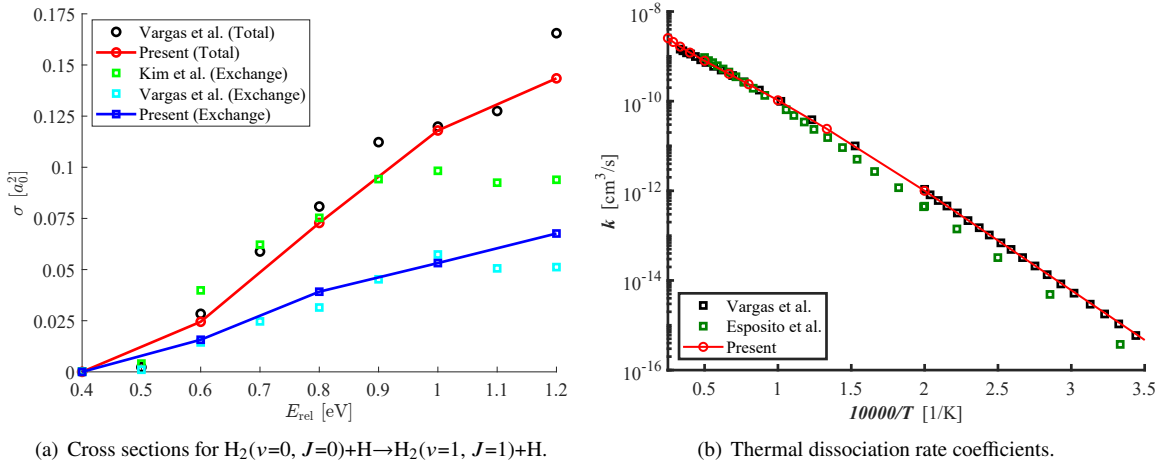 0.175
0.15
0.125
0.1
0.075
0.05
0.025
0
σ [a₀²]
Vargas et al. (Total)
Present (Total)
Kim et al. (Exchange)
Vargas et al. (Exchange)
Present (Exchange)
0.4 0.5 0.6 0.7 0.8 0.9 1 1.1 1.2
E_rel [eV]
(a) Cross sections for H₂(v=0, J=0)+H→H₂(v=1, J=1)+H.
10⁻⁸
10⁻¹⁰
10⁻¹²
10⁻¹⁴
10⁻¹⁶
k [cm³/s]
Vargas et al.
Esposito et al.
Present
0.5 1 1.5 2 2.5 3 3.5
10000/T [1/K]
(b) Thermal dissociation rate coefficients.